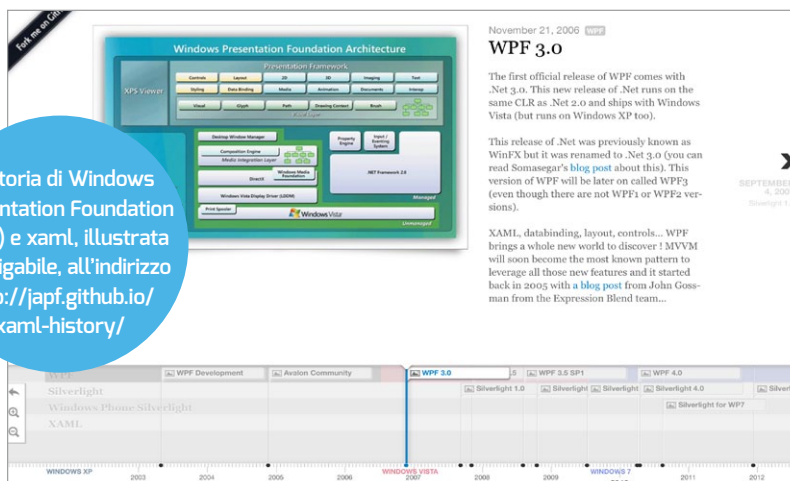 Fork me on Git
Windows Presentation Foundation Architecture
Presentation Framework
XPS Viewer
Controls Layout 2D 3D Imaging Text
Styling Data Binding Media Animation Documents Interop
Visual Glyph Path Drawing Context Brush
Visual Layer
Desktop Window Manager
Composition Engine
Media Integration Layer
DirectX
Windows Media Foundation
Windows Vista Display Driver (LDDM)
Print Spooler
Property Engine
Input / Eventing System
.NET Framework 2.0
Managed
Windows Vista
Unmanaged
November 21, 2006 WPF
WPF 3.0
The first official release of WPF comes with
.Net 3.0. This new release of .Net runs on the
same CLR as .Net 2.0 and ships with Windows
Vista (but runs on Windows XP too).
This release of .Net was previously known as
WinFX but it was renamed to .Net 3.0 (you can
read Somasegar's blog post about this). This
version of WPF will be later on called WPF3
(even though there are not WPF1 or WPF2 ver-
sions).
XAML, databinding, layout, controls... WPF
brings a whole new world to discover ! MVVM
will soon become the most known pattern to
leverage all those new features and it started
back in 2005 with a blog post from John Goss-
man from the Expression Blend team...
SEPTEMBER
4, 200
Silverlight 1.
toria di Windows
entation Foundation
) e xaml, illustrata
igabile, all'indirizzo
p://japf.github.io/
xaml-history/
WPF
WPF Development
Avalon Community
WPF 3.0
.5
WPF 3.5 SP1
WPF 4.0
Silverlight
Silverlight 1.0
Silverlight
Silverlight
Silverlight 4.0
Silverl
Windows Phone Silverlight
Silverlight for WP7
XAML
WINDOWS XP
WINDOWS VISTA
WINDOWS 7
2003 2004 2005 2006 2007 2008 2009 2011 2012